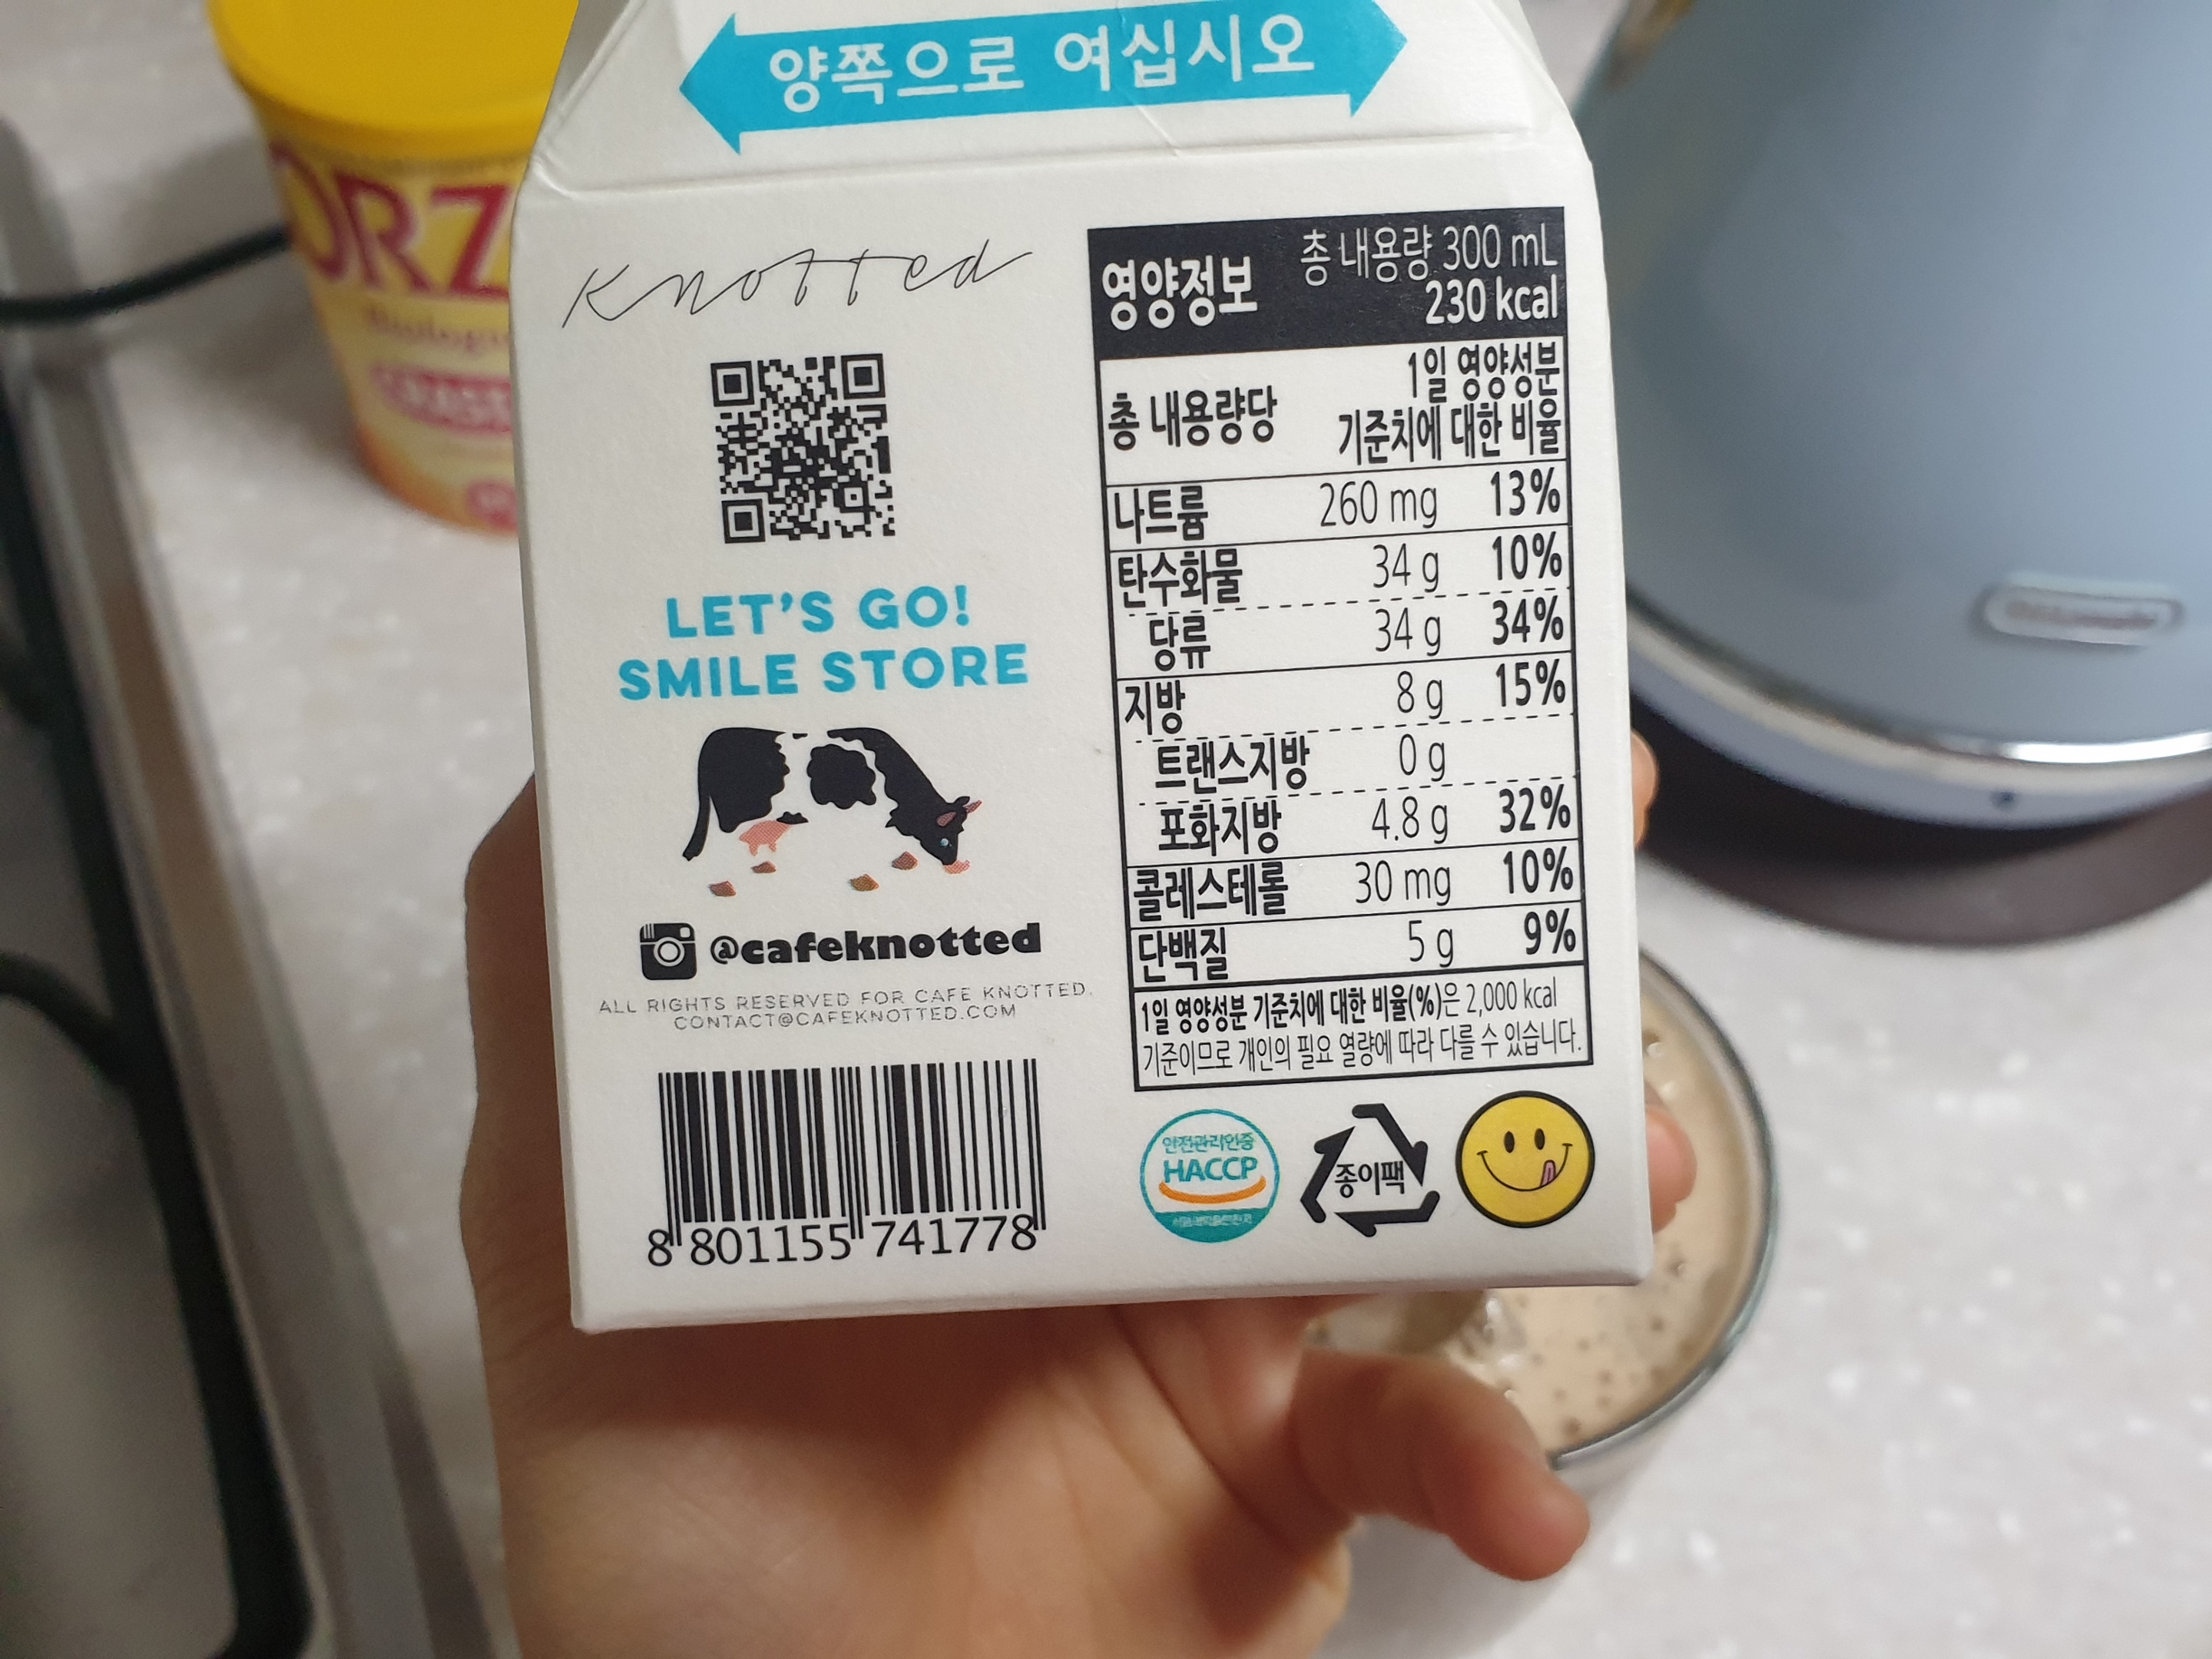 양쪽으로 여십시오
ORZ
Knotted
LET'S GO!
SMILE STORE
@cafeknotted
ALL RIGHTS RESERVED FOR CAFE KNOTTED.
CONTACT@CAFEKNOTTED.COM
8 801155 741778
영양정보
총 내용량 300 mL
230 kcal
총 내용량당
1일 영양성분
기준치에 대한 비율
나트륨 260 mg 13%
탄수화물 34 g 10%
당류 34 g 34%
지방 8 g 15%
트랜스지방 0 g
포화지방 4.8 g 32%
콜레스테롤 30 mg 10%
단백질 5 g 9%
1일 영양성분 기준치에 대한 비율(%)은 2,000 kcal
기준이므로 개인의 필요 열량에 따라 다를 수 있습니다.
안전관리인증
HACCP
종이팩